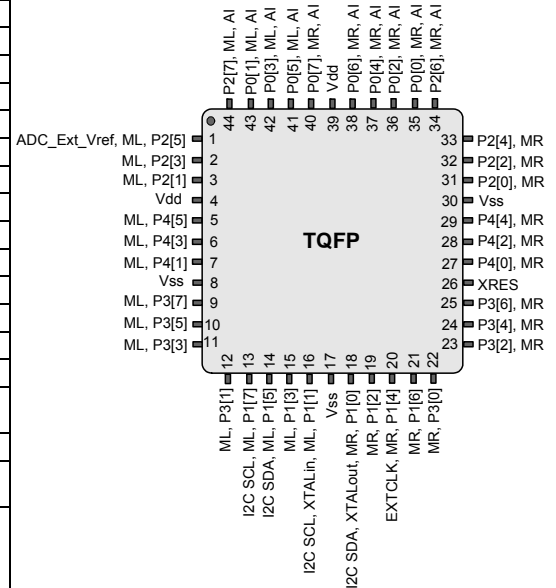 P2[7], ML, AI
P0[1], ML, AI
P0[3], ML, AI
P0[5], ML, AI
P0[7], MR, AI
Vdd
P0[6], MR, AI
P0[4], MR, AI
P0[2], MR, AI
P0[0], MR, AI
P2[6], MR, AI
44
43
42
41
40
39
38
37
36
35
34
ADC_Ext_Vref, ML, P2[5] 1
ML, P2[3] 2
ML, P2[1] 3
Vdd 4
ML, P4[5] 5
ML, P4[3] 6
ML, P4[1] 7
Vss 8
ML, P3[7] 9
ML, P3[5] 10
ML, P3[3] 11
TQFP
33 P2[4], MR
32 P2[2], MR
31 P2[0], MR
30 Vss
29 P4[4], MR
28 P4[2], MR
27 P4[0], MR
26 XRES
25 P3[6], MR
24 P3[4], MR
23 P3[2], MR
12
13
14
15
16
17
18
19
20
21
22
ML, P3[1]
I2C SCL, ML, P1[7]
I2C SDA, ML, P1[5]
ML, P1[3]
I2C SCL, XTALin, ML, P1[1]
Vss
I2C SDA, XTALout, MR, P1[0]
MR, P1[2]
EXTCLK, MR, P1[4]
MR, P1[6]
MR, P3[0]